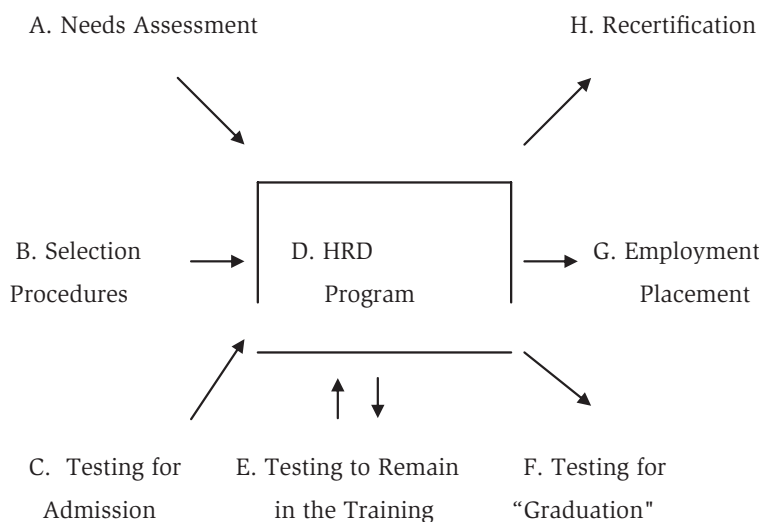 A. Needs Assessment
H. Recertification
B. Selection
Procedures
D. HRD
Program
G. Employment
Placement
C. Testing for
Admission
E. Testing to Remain
in the Training
F. Testing for
“Graduation"